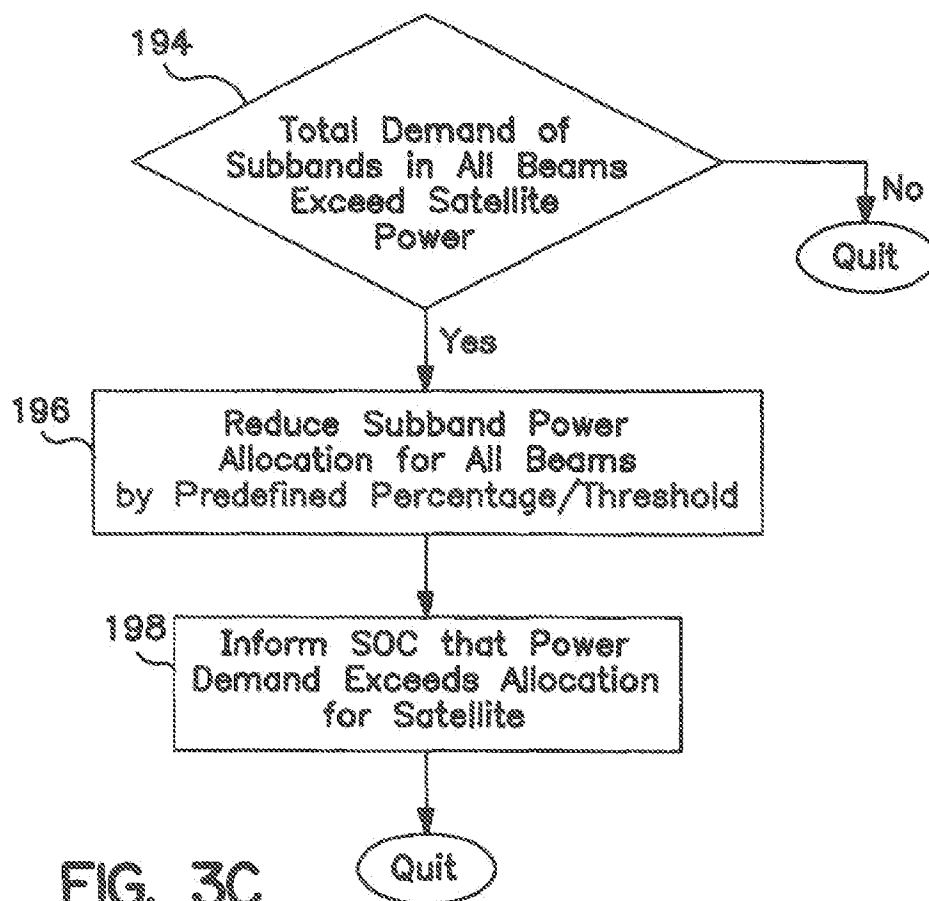 194
Total Demand of
Subbands in All Beams
Exceed Satellite
Power
No
Quit
Yes
196
Reduce Subband Power
Allocation for All Beams
by Predefined Percentage/Threshold
198
Inform SOC that Power
Demand Exceeds Allocation
for Satellite
Quit
FIG. 3C